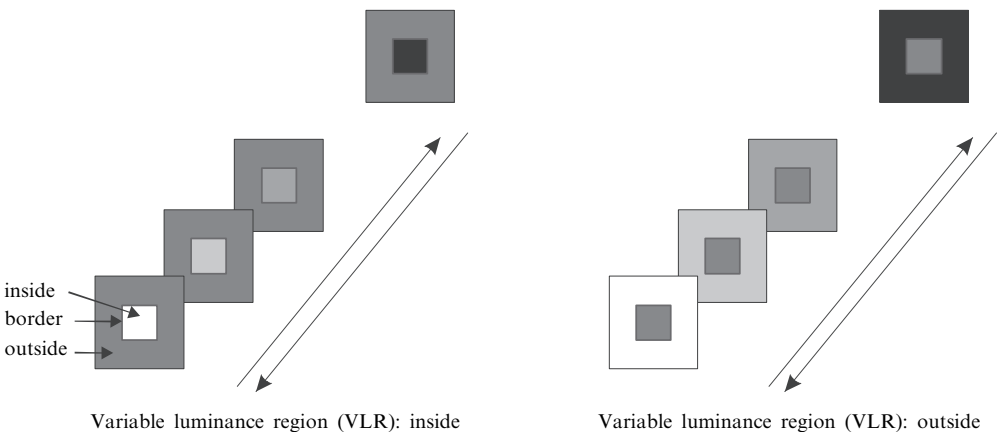 inside
border
outside
Variable luminance region (VLR): inside
Variable luminance region (VLR): outside